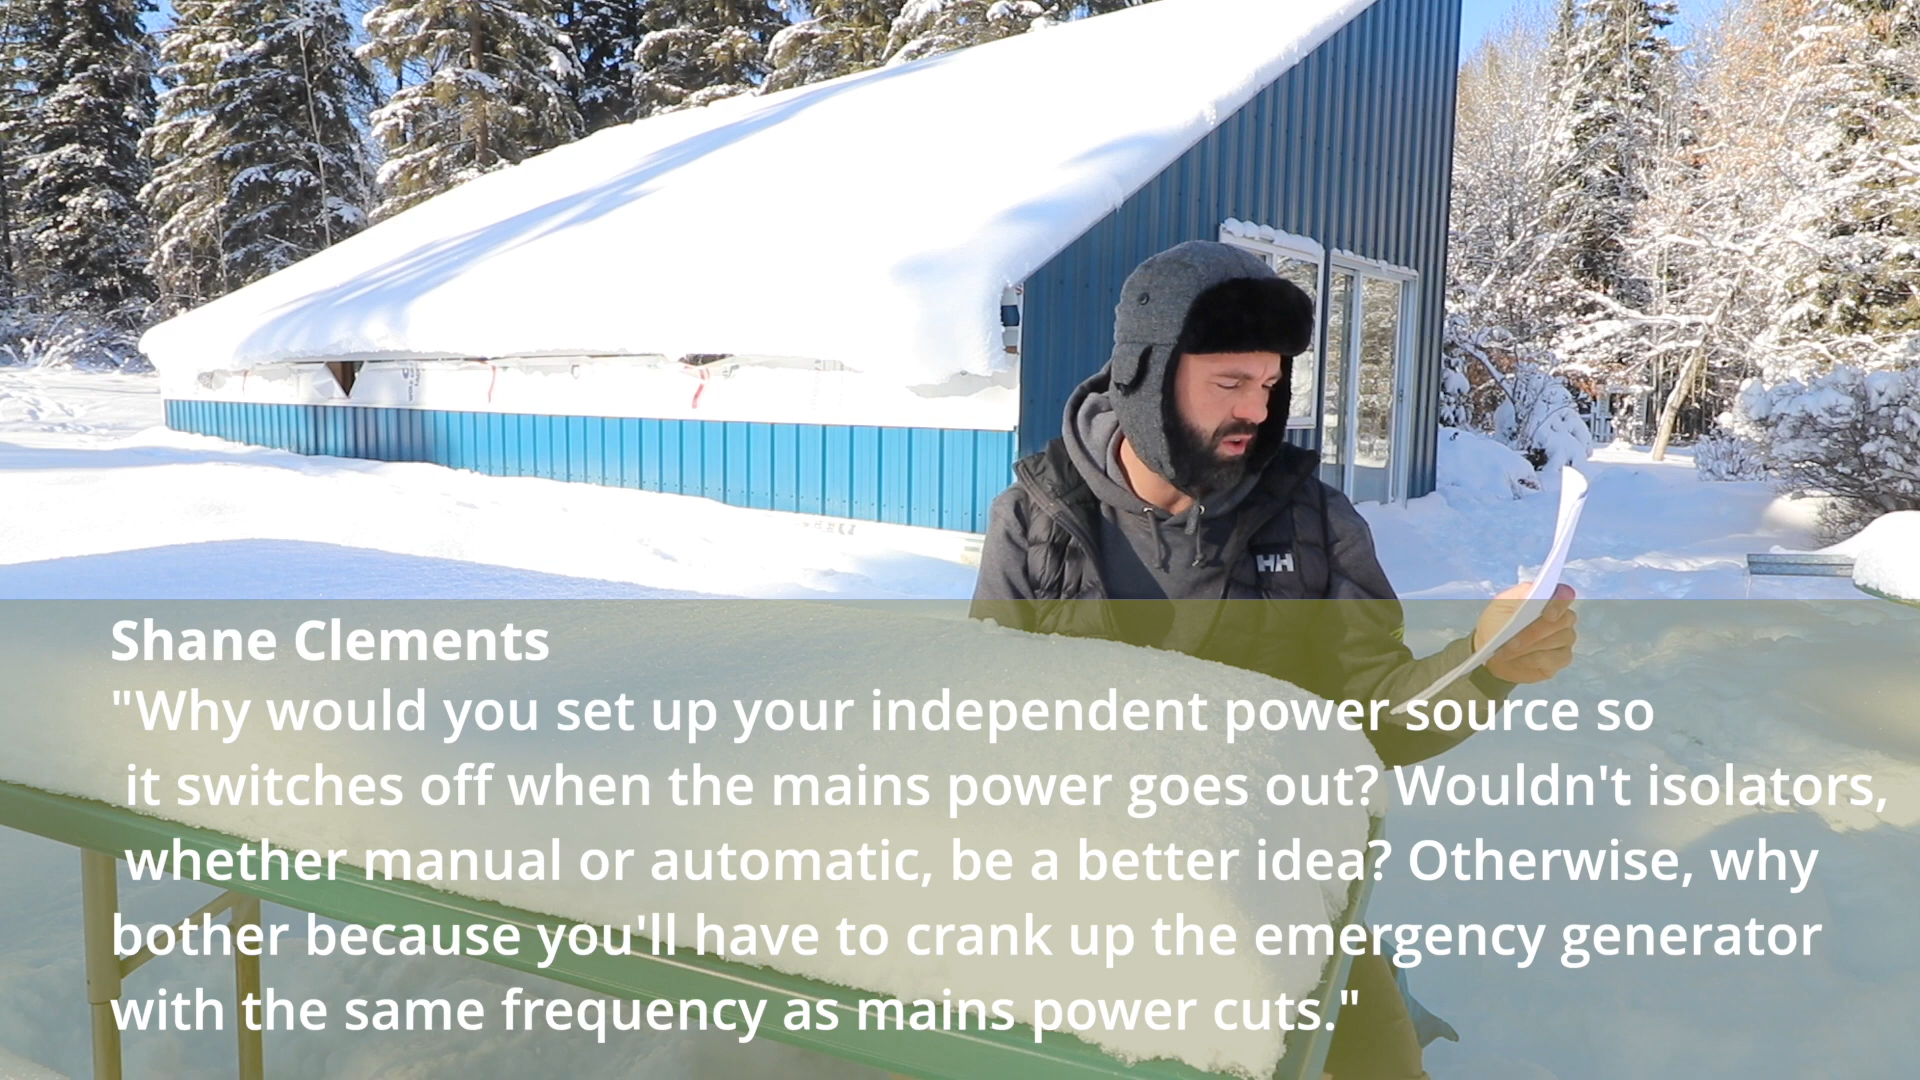 HH
Shane Clements
"Why would you set up your independent power source so
it switches off when the mains power goes out? Wouldn't isolators,
whether manual or automatic, be a better idea? Otherwise, why
bother because you'll have to crank up the emergency generator
with the same frequency as mains power cuts."